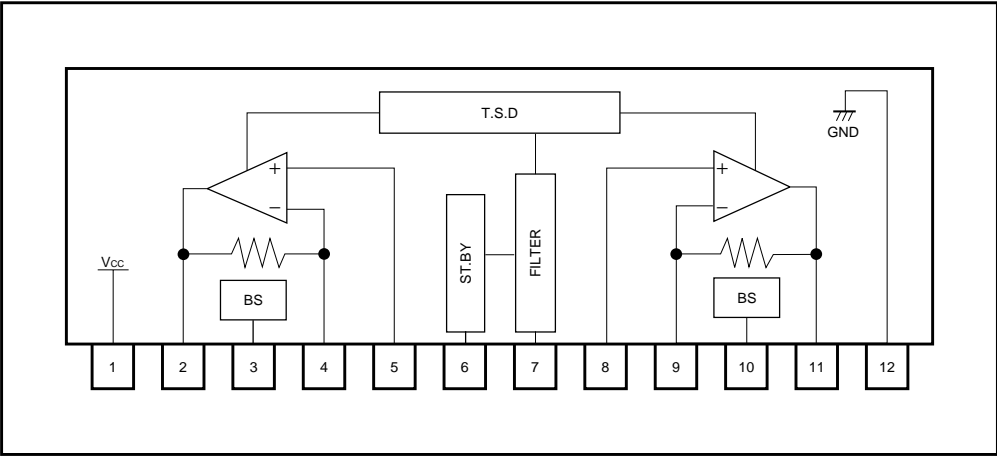 T.S.D
GND
+
−
+
−
ST.BY
FILTER
Vcc
BS
BS
1 2 3 4 5 6 7 8 9 10 11 12